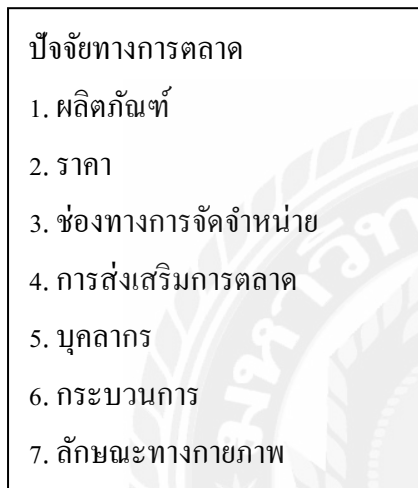 ปัจจัยทางการตลาด
1. ผลิตภัณฑ์
2. ราคา
3. ช่องทางการจัดจำหน่าย
4. การส่งเสริมการตลาด
5. บุคลากร
6. กระบวนการ
7. ลักษณะทางกายภาพ